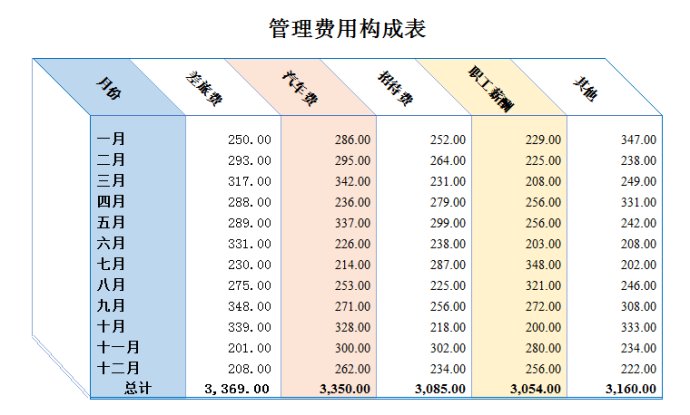 管理费用构成表
月份 差旅费 汽车费 招待费 职工薪酬 其他
一月 250.00 286.00 252.00 229.00 347.00
二月 293.00 295.00 264.00 225.00 238.00
三月 317.00 342.00 231.00 208.00 249.00
四月 288.00 236.00 279.00 256.00 331.00
五月 289.00 337.00 299.00 256.00 242.00
六月 331.00 226.00 238.00 203.00 208.00
七月 230.00 214.00 287.00 348.00 202.00
八月 275.00 253.00 225.00 321.00 246.00
九月 348.00 271.00 256.00 272.00 308.00
十月 339.00 328.00 218.00 200.00 333.00
十一月 201.00 300.00 302.00 280.00 234.00
十二月 208.00 262.00 234.00 256.00 222.00
总计 3,369.00 3,350.00 3,085.00 3,054.00 3,160.00